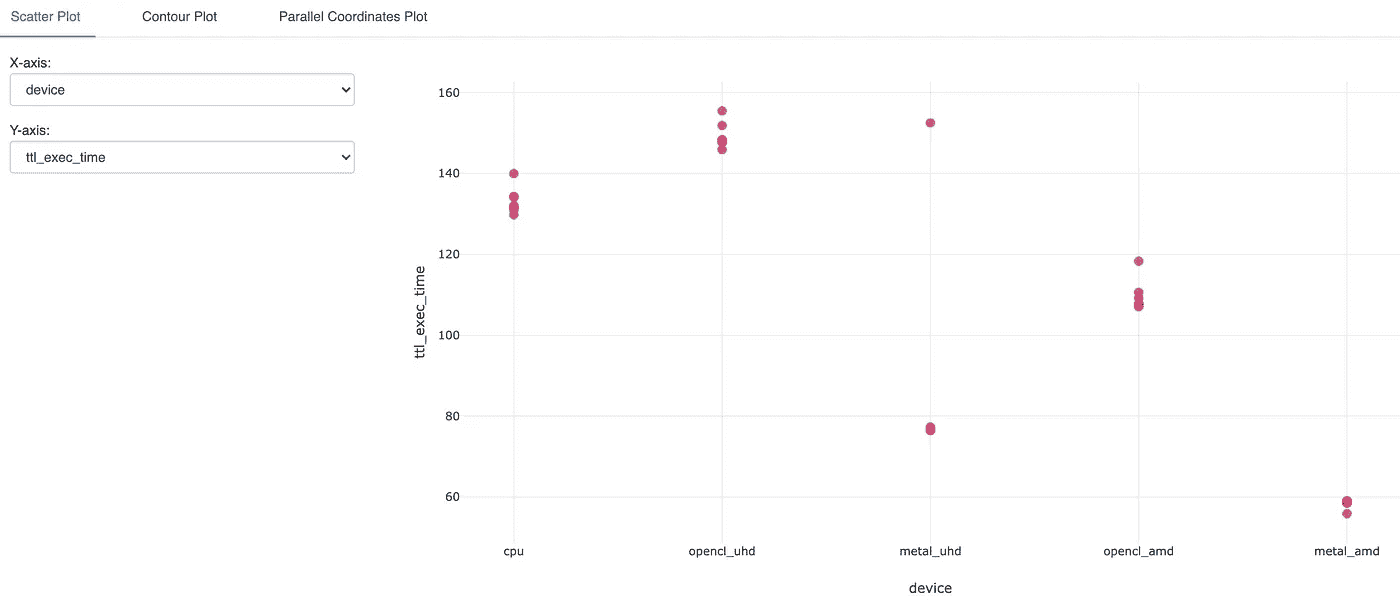 Scatter Plot Contour Plot Parallel Coordinates Plot
X-axis:
device
Y-axis:
ttl_exec_time
160
140
120
100
80
60
ttl_exec_time
cpu opencl_uhd metal_uhd opencl_amd metal_amd
device